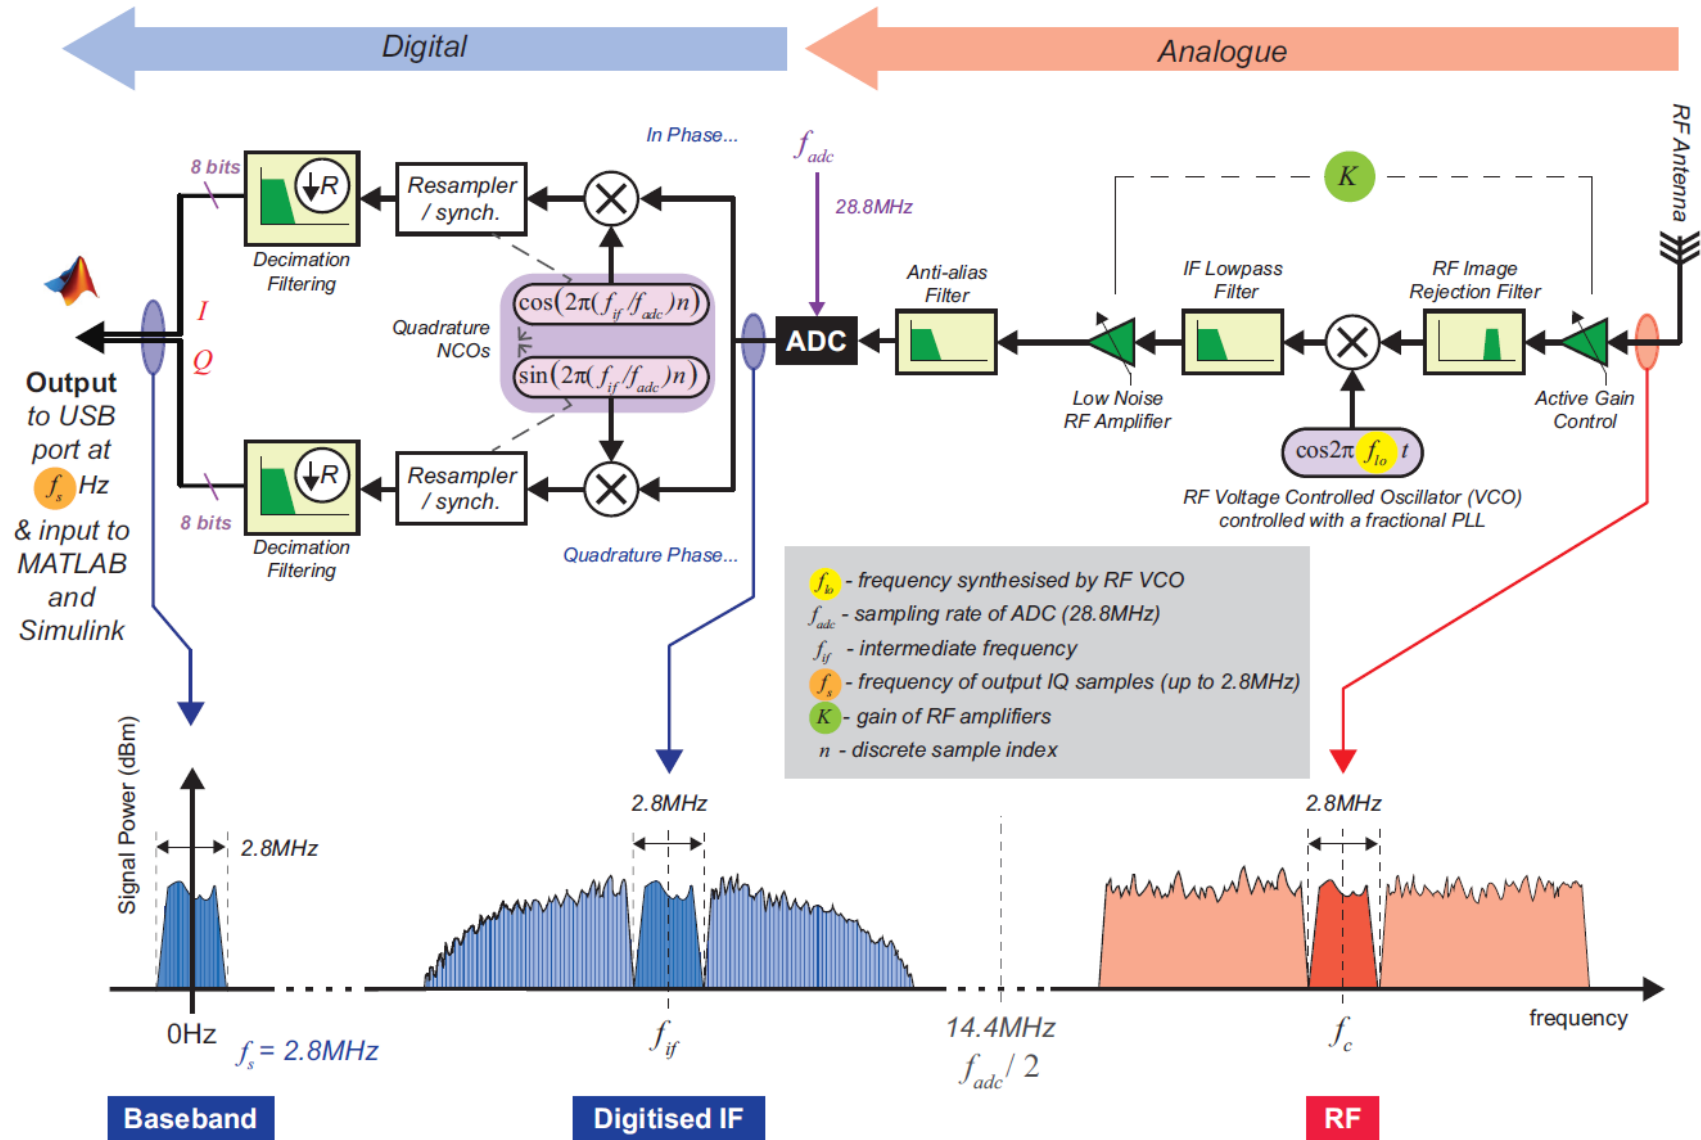 Digital
Analogue
In Phase...
f_adc
28.8MHz
K
RF Antenna
8 bits
R
Decimation
Filtering
Resampler
/ synch.
cos(2π(f_if/f_adc)n)
Quadrature
NCOs
sin(2π(f_if/f_adc)n)
I
Q
ADC
Anti-alias
Filter
Low Noise
RF Amplifier
IF Lowpass
Filter
RF Image
Rejection Filter
Active Gain
Control
cos2π f_lo t
RF Voltage Controlled Oscillator (VCO)
controlled with a fractional PLL
Output
to USB
port at
f_s Hz
& input to
MATLAB
and
Simulink
8 bits
R
Decimation
Filtering
Resampler
/ synch.
Quadrature Phase...
f_lo - frequency synthesised by RF VCO
f_adc - sampling rate of ADC (28.8MHz)
f_if - intermediate frequency
f_s - frequency of output IQ samples (up to 2.8MHz)
K - gain of RF amplifiers
n - discrete sample index
Signal Power (dBm)
2.8MHz
2.8MHz
2.8MHz
0Hz
f_s = 2.8MHz
f_if
14.4MHz
f_adc / 2
f_c
frequency
Baseband
Digitised IF
RF